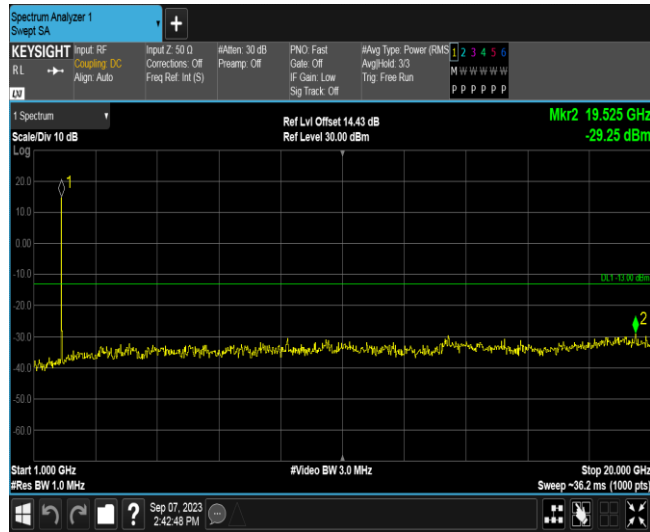 Spectrum Analyzer 1
Swept SA
KEYSIGHT
RL
LXI
Input: RF
Coupling: DC
Align: Auto
Input Z: 50 Ω
Corrections: Off
Freq Ref: Int (S)
#Atten: 30 dB
Preamp: Off
PNO: Fast
Gate: Off
IF Gain: Low
Sig Track: Off
#Avg Type: Power (RMS
Avg|Hold: 3/3
Trig: Free Run
1 2 3 4 5 6
M W W W W W
P P P P P P
1 Spectrum
Scale/Div 10 dB
Log
Ref Lvl Offset 14.43 dB
Ref Level 30.00 dBm
Mkr2 19.525 GHz
-29.25 dBm
20.0
10.0
0.00
-10.0
-20.0
-30.0
-40.0
-50.0
-60.0
1
DL1 -13.00 dBm
2
Start 1.000 GHz
#Res BW 1.0 MHz
#Video BW 3.0 MHz
Stop 20.000 GHz
Sweep ~36.2 ms (1000 pts)
?
Sep 07, 2023
2:42:48 PM